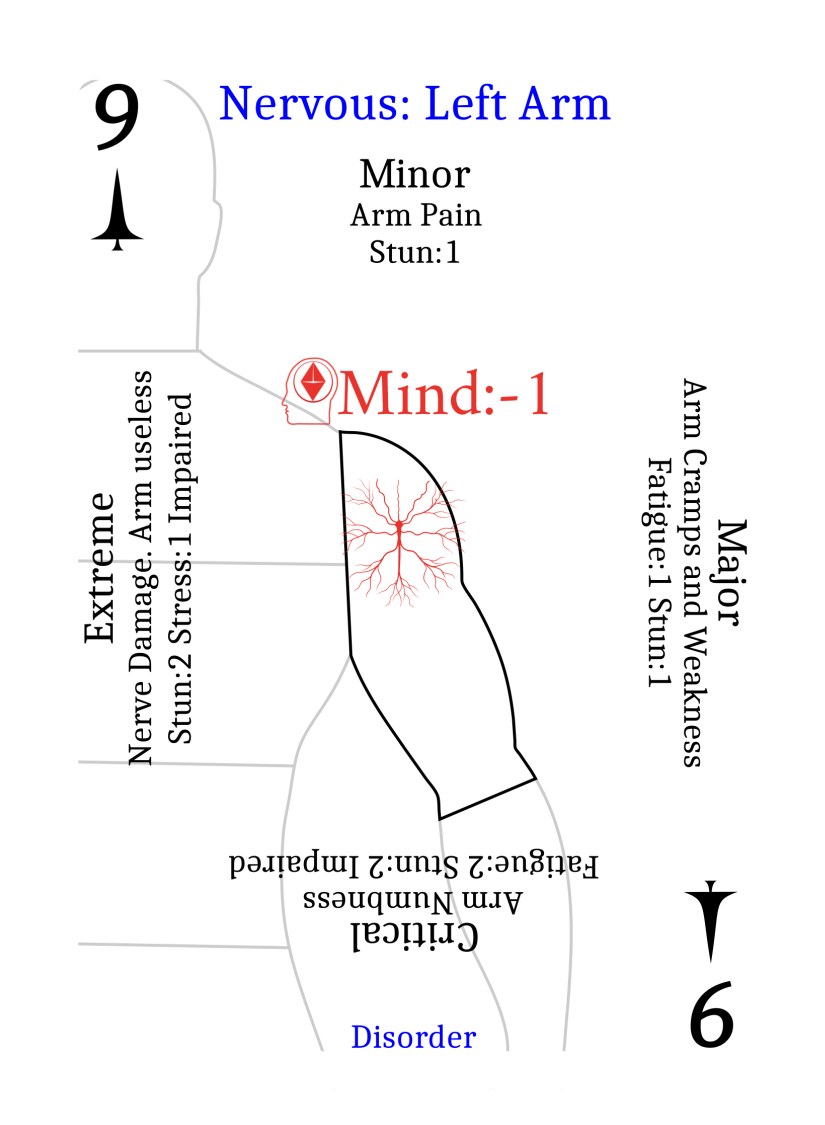 9
Nervous: Left Arm
Minor
Arm Pain
Stun:1
Mind:-1
Major
Arm Cramps and Weakness
Fatigue:1 Stun:1
Critical
Arm Numbness
Fatigue:2 Stun:2 Impaired
Extreme
Nerve Damage. Arm useless
Stun:2 Stress:1 Impaired
Disorder
9